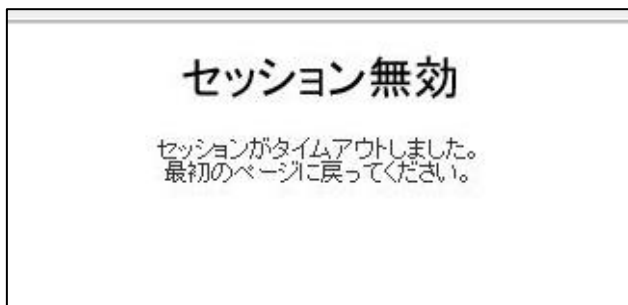 セッション無効
セッションがタイムアウトしました。
最初のページに戻ってください。